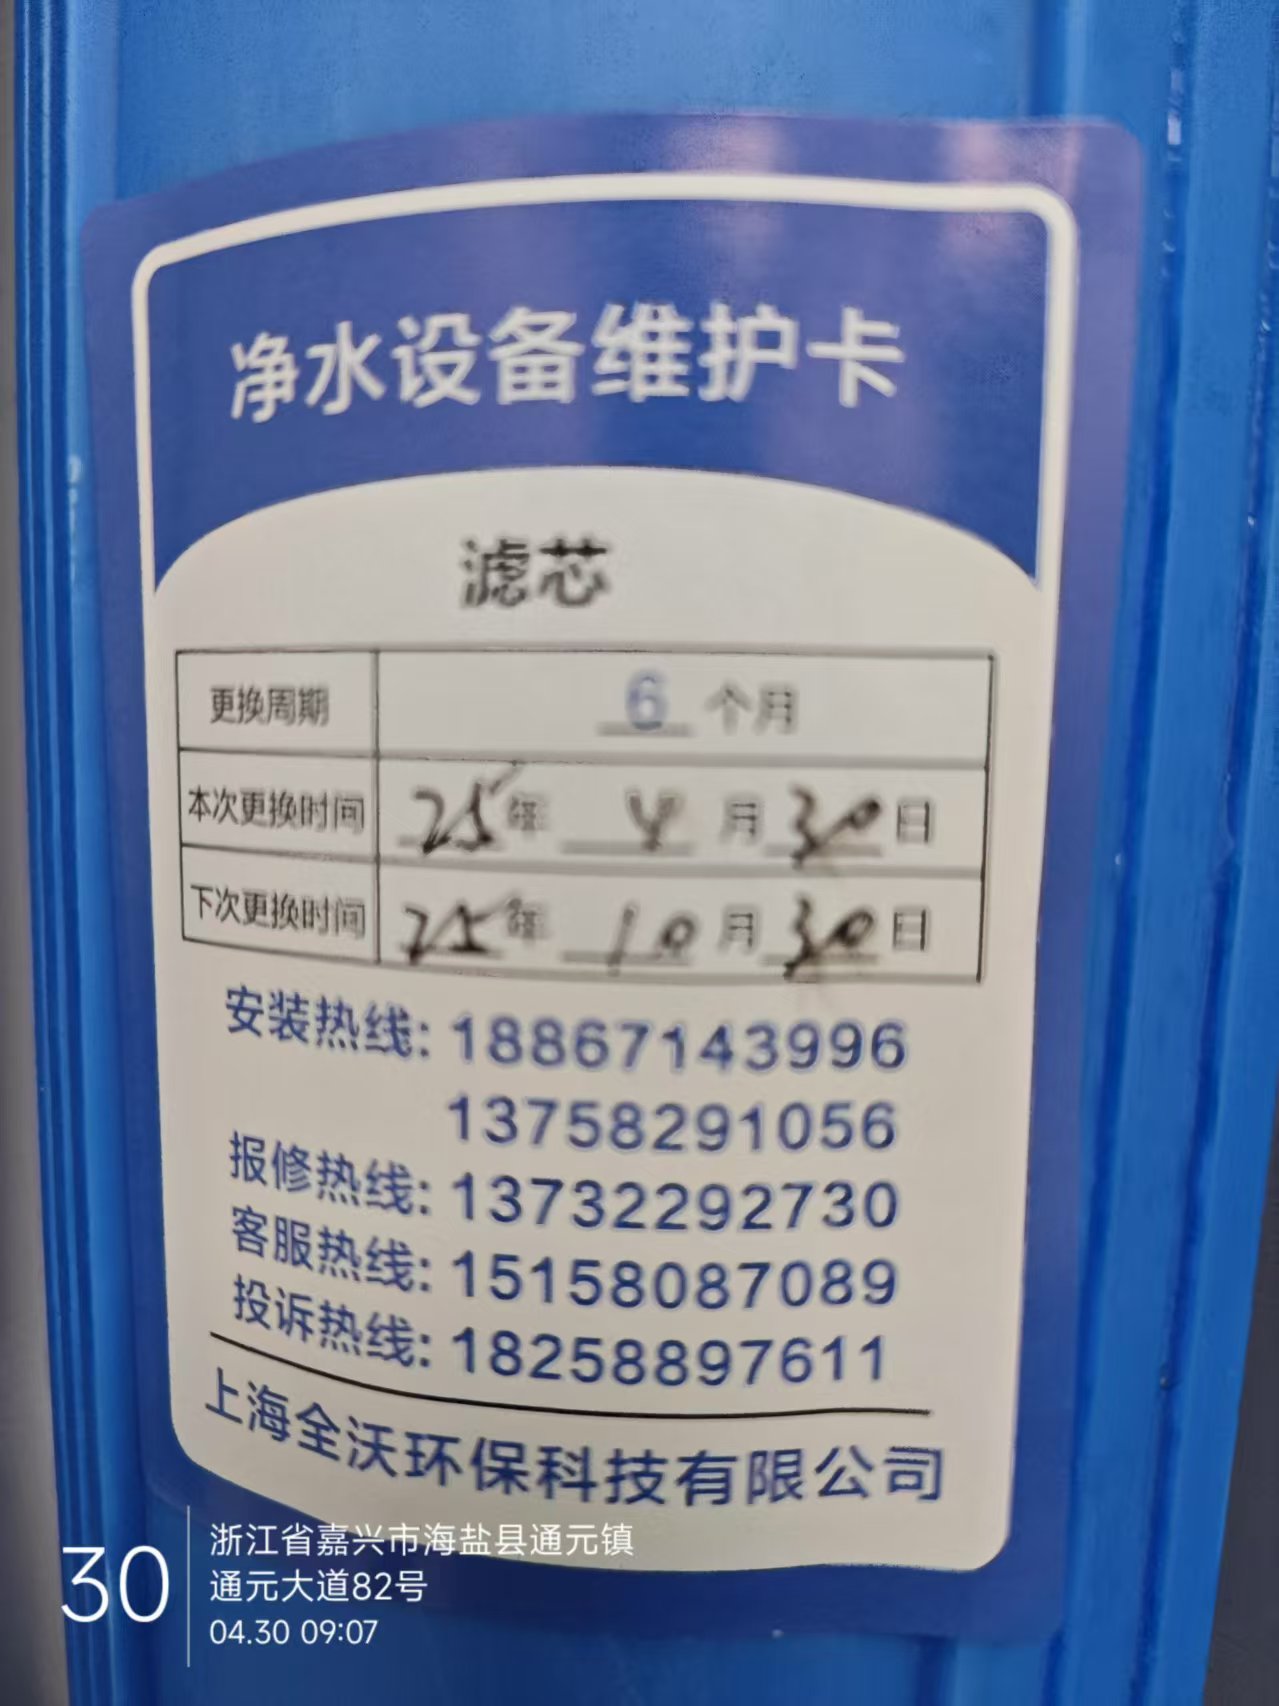 净水设备维护卡
滤芯
更换周期 6 个月
本次更换时间 25 年 4 月 30 日
下次更换时间 25 年 10 月 30 日
安装热线: 18867143996
13758291056
报修热线: 13732292730
客服热线: 15158087089
投诉热线: 18258897611
上海全沃环保科技有限公司
30
浙江省嘉兴市海盐县通元镇
通元大道82号
04.30 09:07